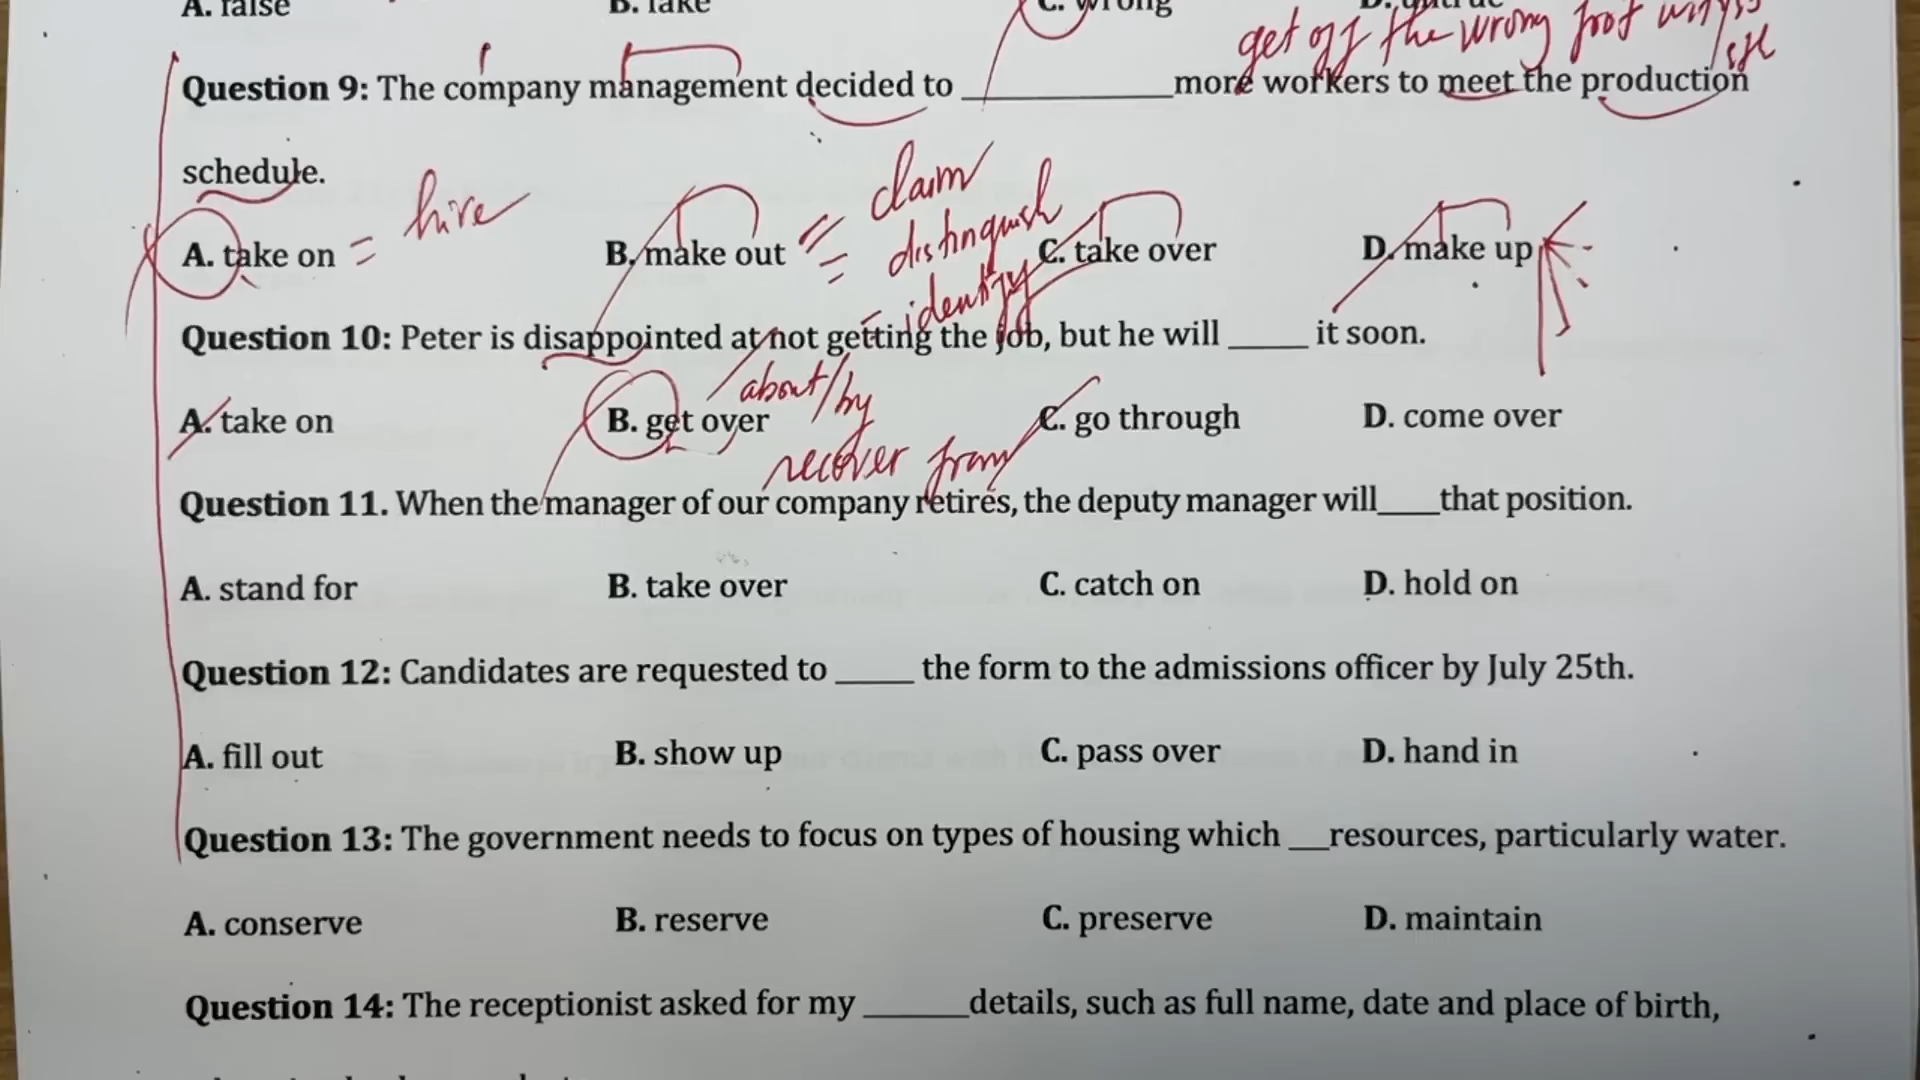 A. false B. fake C. wrong D. untrue
get off the wrong foot with
Question 9: The company management decided to ____________more workers to meet the production
schedule.
hire
claim
distinguish
identify
A. take on = B. make out = C. take over D. make up
Question 10: Peter is disappointed at not getting the job, but he will _____ it soon.
about/by
A. take on B. get over C. go through D. come over
recover from
Question 11. When the manager of our company retires, the deputy manager will____that position.
A. stand for B. take over C. catch on D. hold on
Question 12: Candidates are requested to _____ the form to the admissions officer by July 25th.
A. fill out B. show up C. pass over D. hand in
Question 13: The government needs to focus on types of housing which __resources, particularly water.
A. conserve B. reserve C. preserve D. maintain
Question 14: The receptionist asked for my ______details, such as full name, date and place of birth,